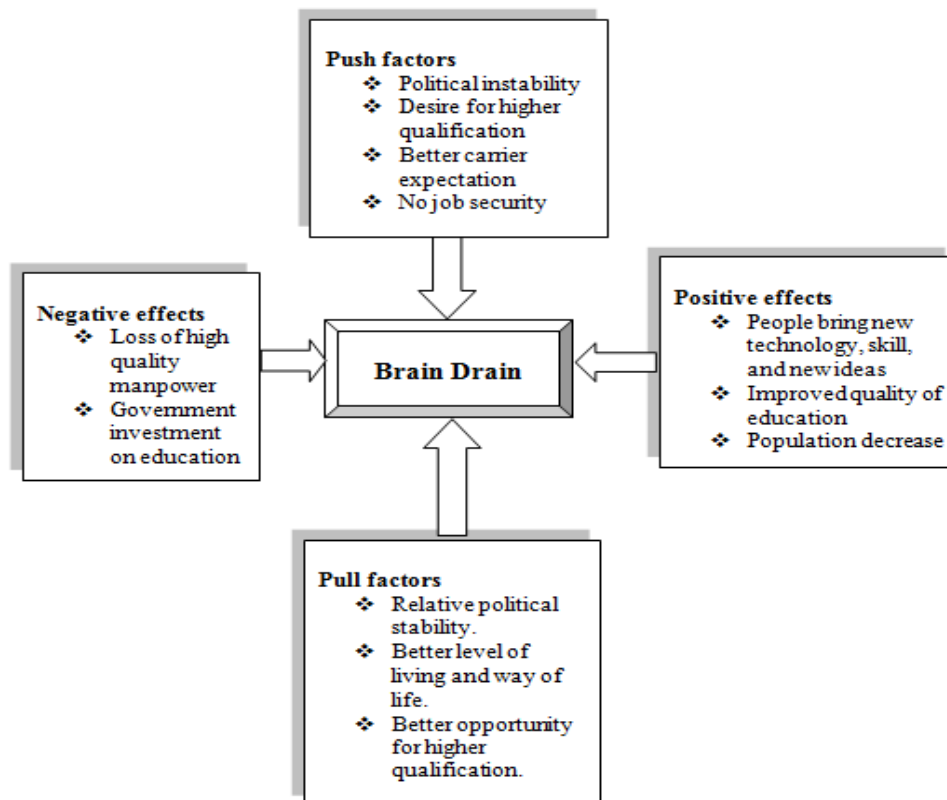 Push factors
❖ Political instability
❖ Desire for higher
qualification
❖ Better carrier
expectation
❖ No job security
Negative effects
❖ Loss of high
quality
manpower
❖ Government
investment
on education
Brain Drain
Positive effects
❖ People bring new
technology, skill,
and new ideas
❖ Improved quality of
education
❖ Population decrease
Pull factors
❖ Relative political
stability.
❖ Better level of
living and way of
life.
❖ Better opportunity
for higher
qualification.